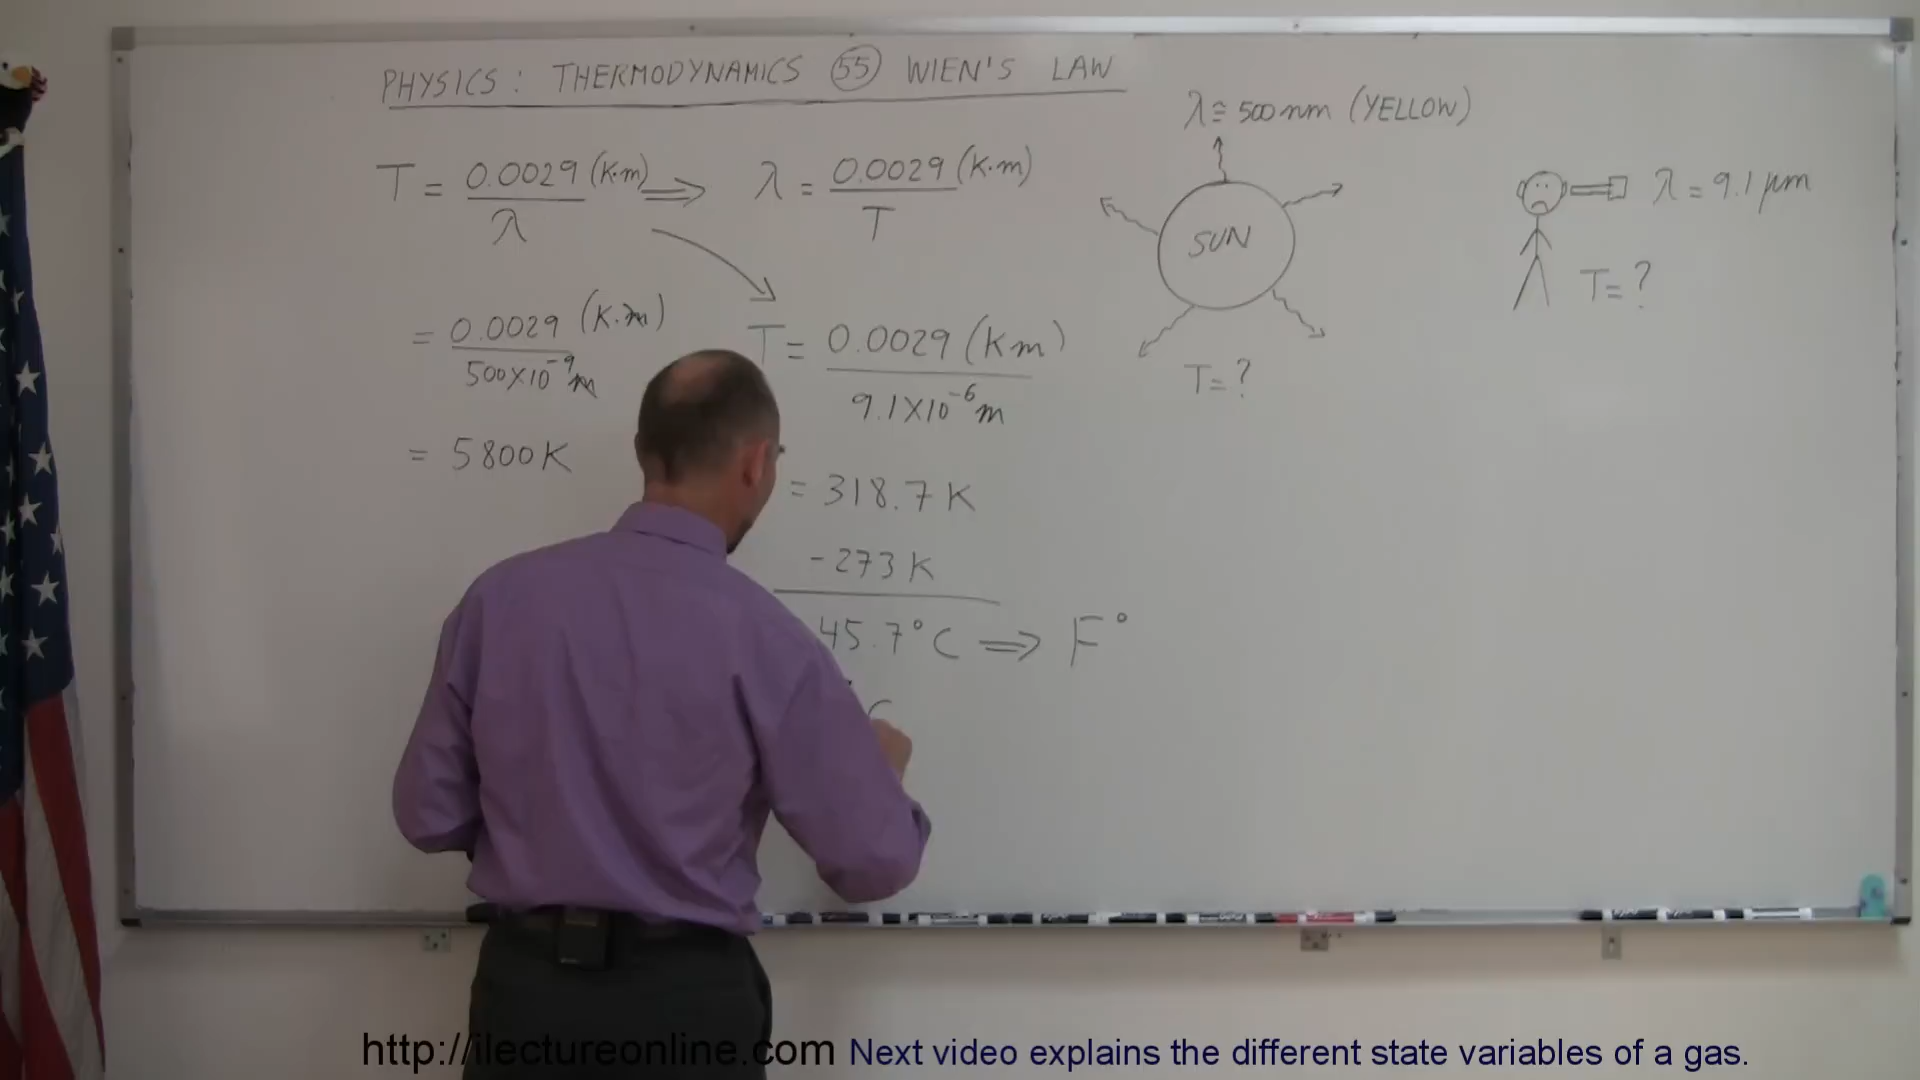 PHYSICS: THERMODYNAMICS 55 WIEN'S LAW
T = 0.0029 (K·m) / λ ⇒ λ = 0.0029 (K·m) / T
= 0.0029 (K·m) / 500×10⁻⁹ m
= 5800 K
T = 0.0029 (K m) / 9.1×10⁻⁶ m
= 318.7 K
- 273 K
45.7° C ⇒ F°
λ ≅ 500 nm (YELLOW)
SUN
T = ?
λ = 9.1 μm
T = ?
http://ilectureonline.com Next video explains the different state variables of a gas.